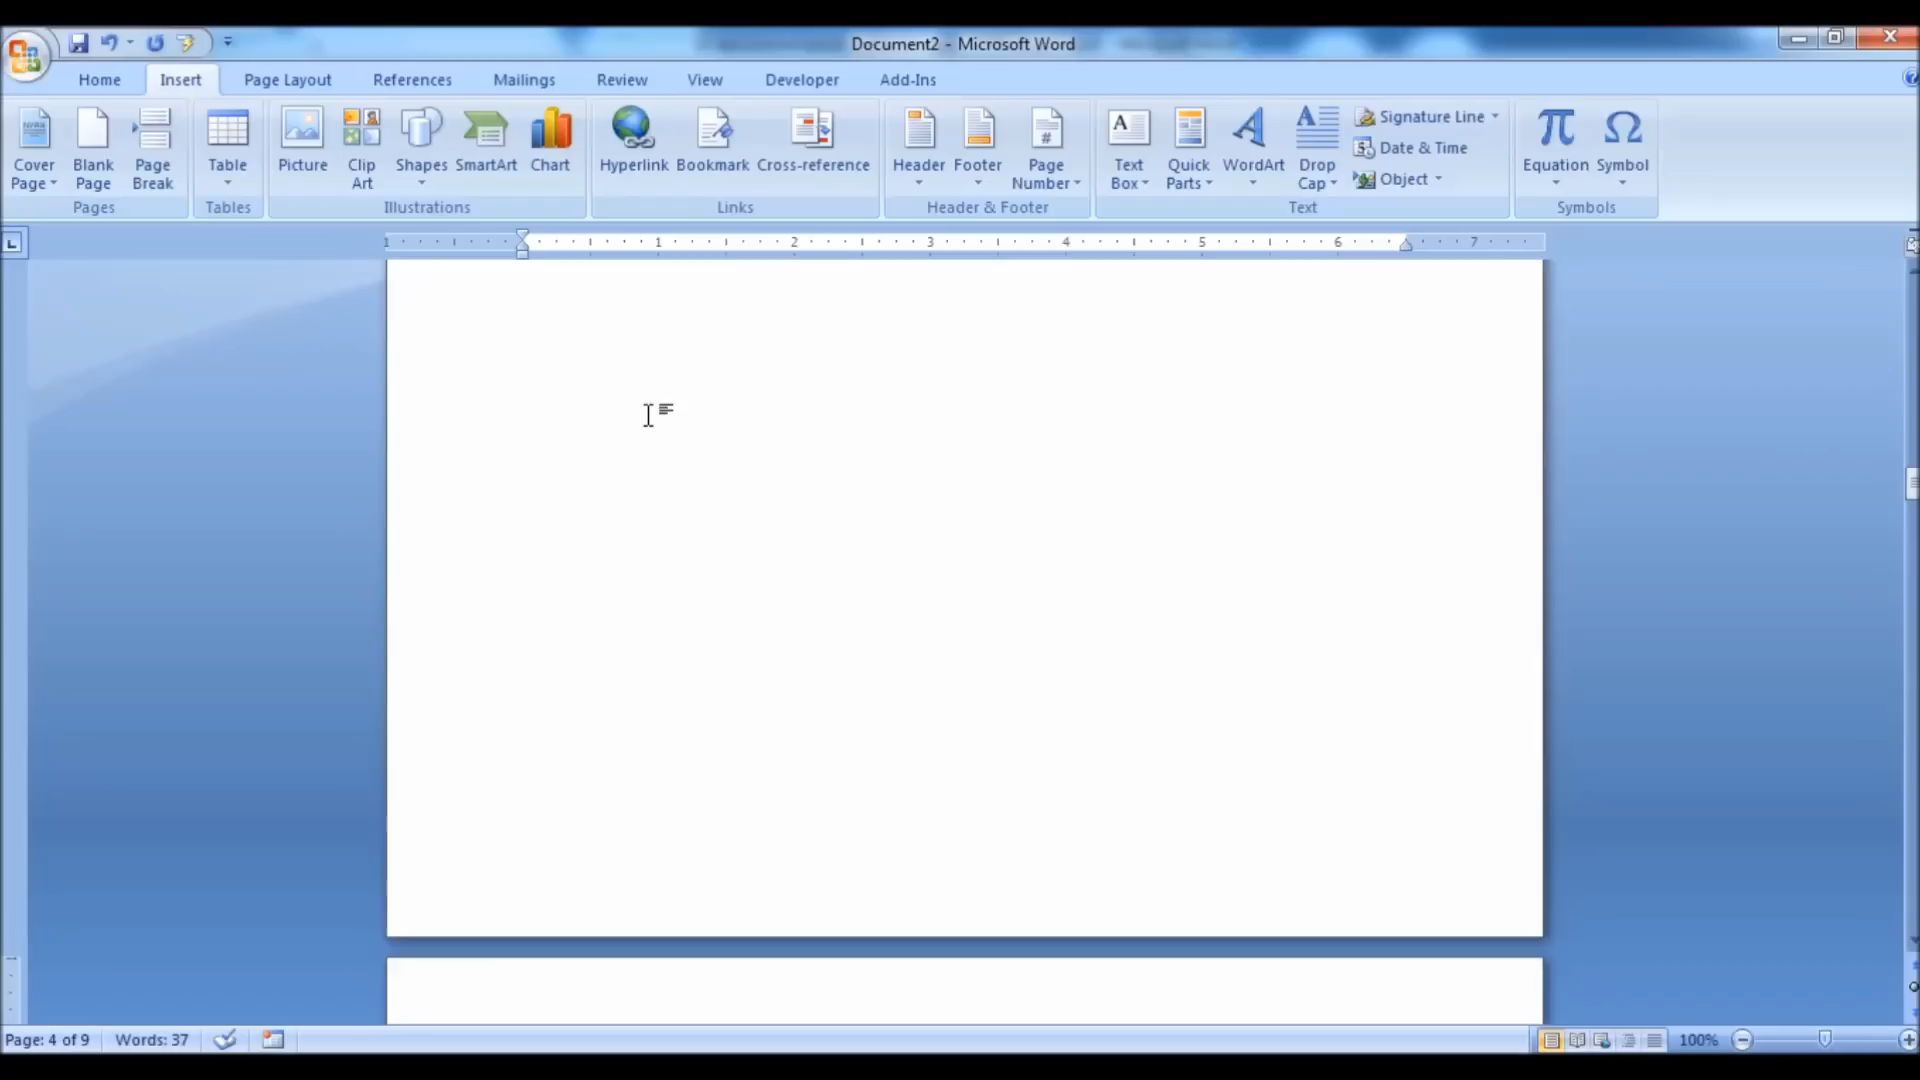 Document2 - Microsoft Word
Home Insert Page Layout References Mailings Review View Developer Add-Ins
Cover Page Blank Page Page Break Table Picture Clip Art Shapes SmartArt Chart Hyperlink Bookmark Cross-reference Header Footer Page Number Text Box Quick Parts WordArt Drop Cap Signature Line Date & Time Object Equation Symbol
Pages Tables Illustrations Links Header & Footer Text Symbols
1 1 2 3 4 5 6 7
Page: 4 of 9 Words: 37 100%